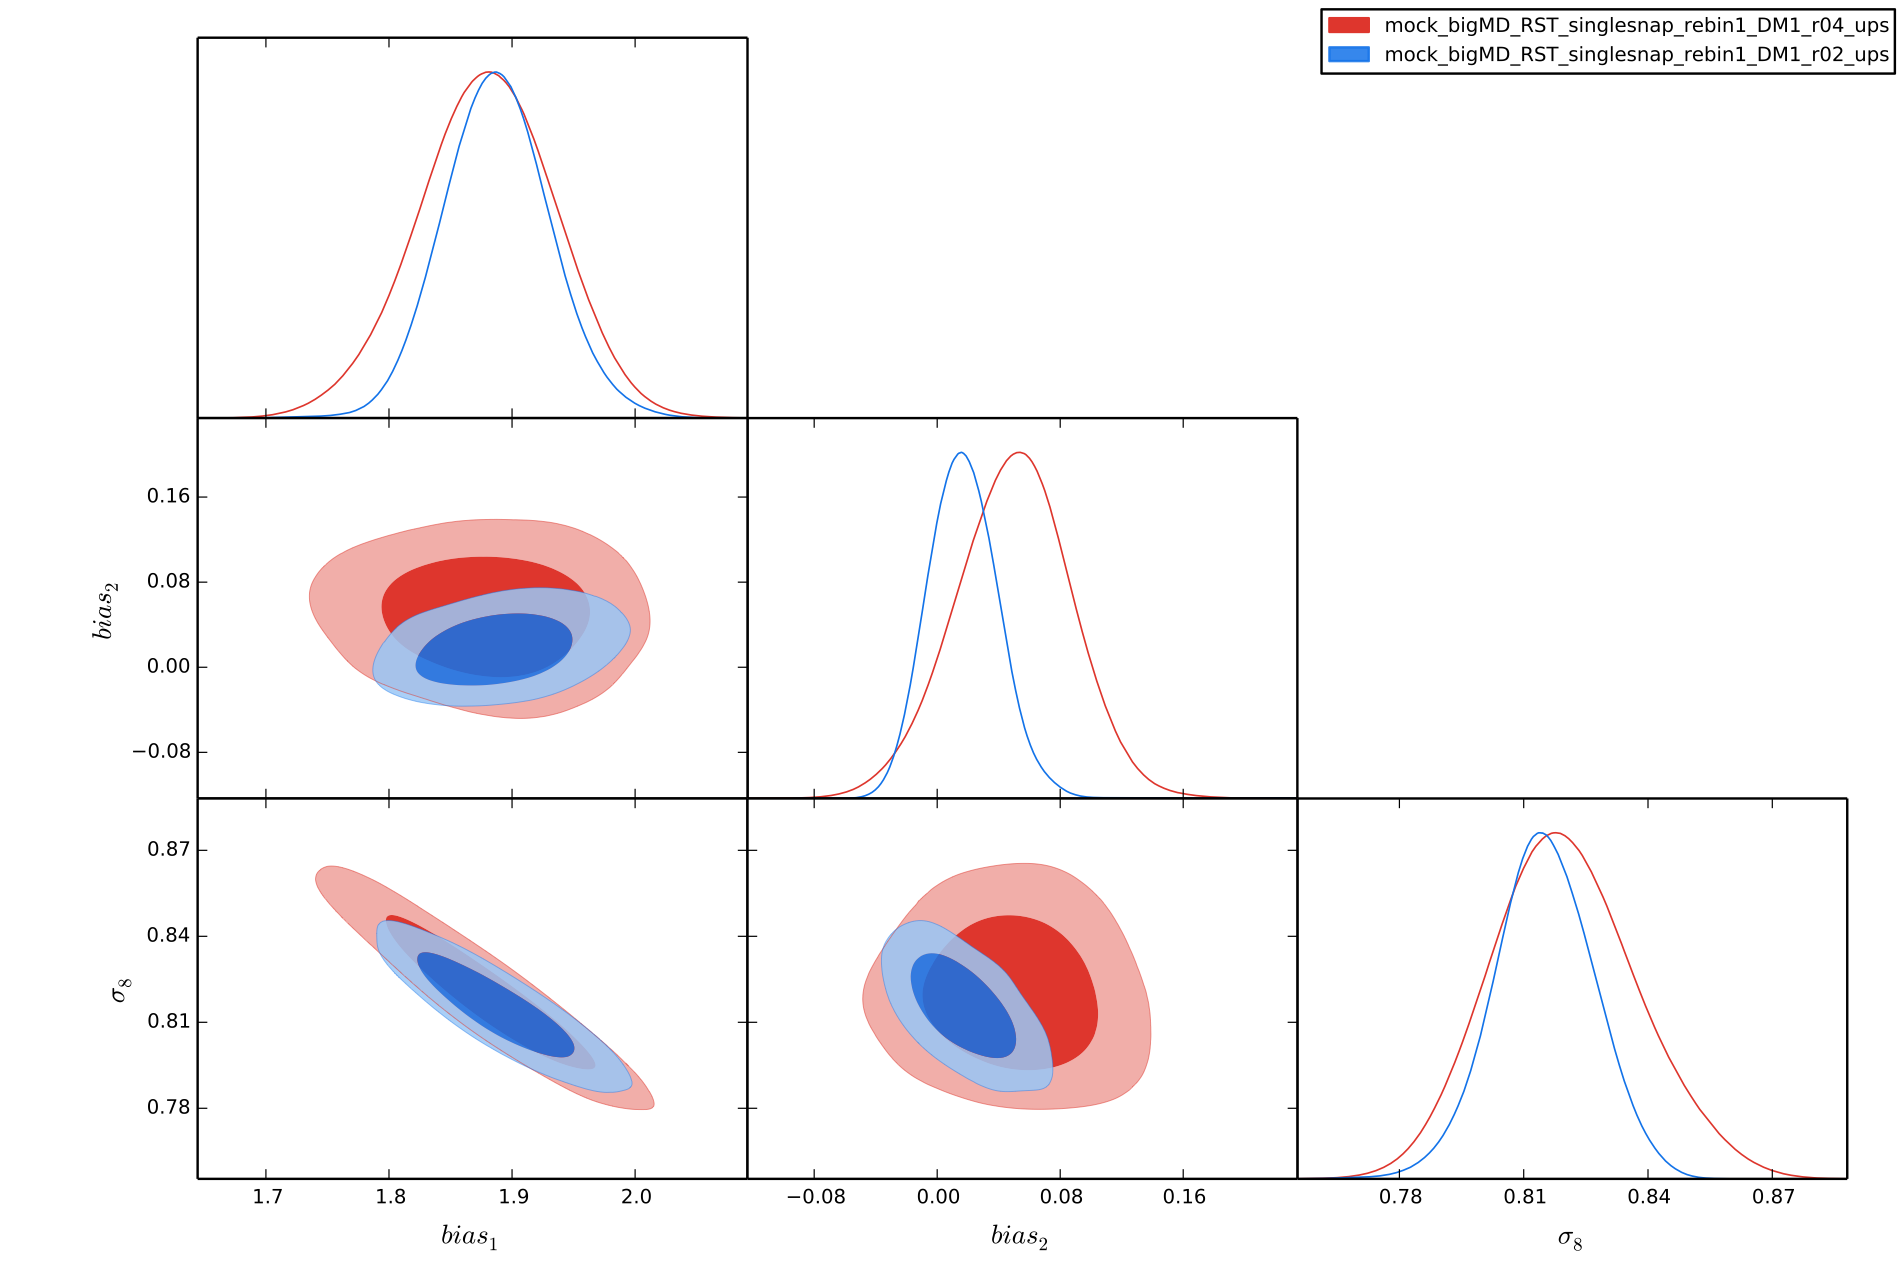 mock_bigMD_RST_singlesnap_rebin1_DM1_r04_ups
mock_bigMD_RST_singlesnap_rebin1_DM1_r02_ups
0.16
0.08
0.00
−0.08
bias₂
0.87
0.84
0.81
0.78
σ₈
1.7 1.8 1.9 2.0
−0.08 0.00 0.08 0.16
0.78 0.81 0.84 0.87
bias₁
bias₂
σ₈